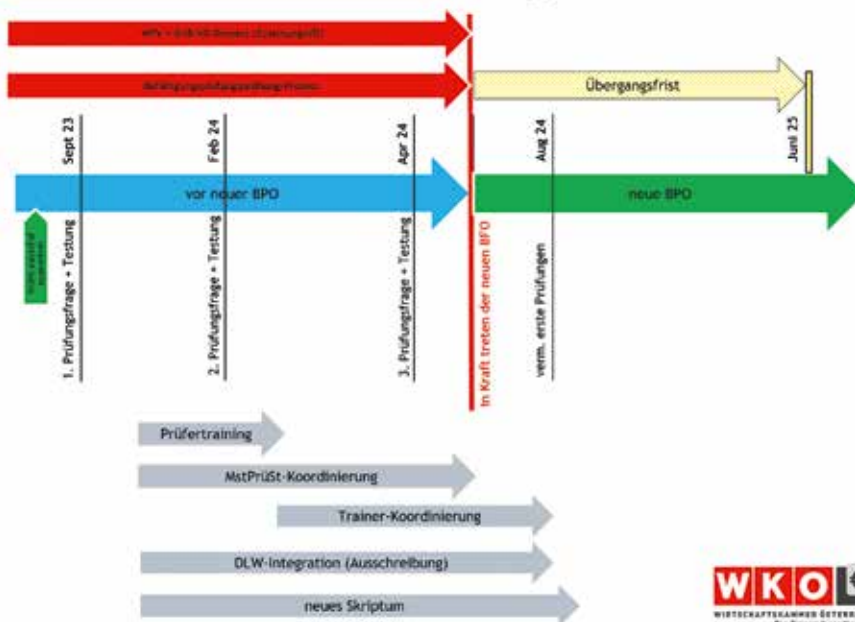 Übergangsfrist
Sept 23
Feb 24
Apr 24
Aug 24
Juni 25
vor neuer BPO
neue BPO
1. Prüfungsfrage + Testung
2. Prüfungsfrage + Testung
3. Prüfungsfrage + Testung
In Kraft treten der neuen BFO
verm. erste Prüfungen
Prüfertraining
MstPrüSt-Koordinierung
Trainer-Koordinierung
DLW-Integration (Ausschreibung)
neues Skriptum
WKO
WIRTSCHAFTSKAMMER